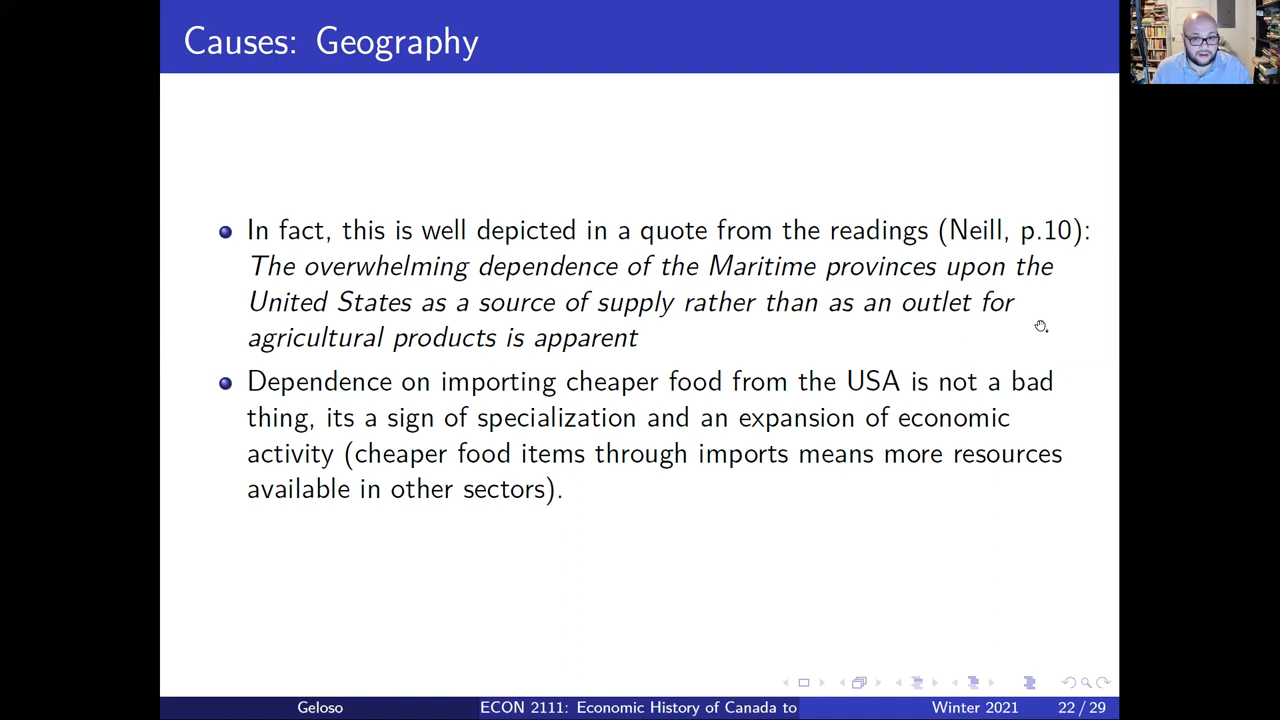 Causes: Geography
In fact, this is well depicted in a quote from the readings (Neill, p.10):
The overwhelming dependence of the Maritime provinces upon the
United States as a source of supply rather than as an outlet for
agricultural products is apparent
Dependence on importing cheaper food from the USA is not a bad
thing, its a sign of specialization and an expansion of economic
activity (cheaper food items through imports means more resources
available in other sectors).
Geloso
ECON 2111: Economic History of Canada to
Winter 2021
22 / 29